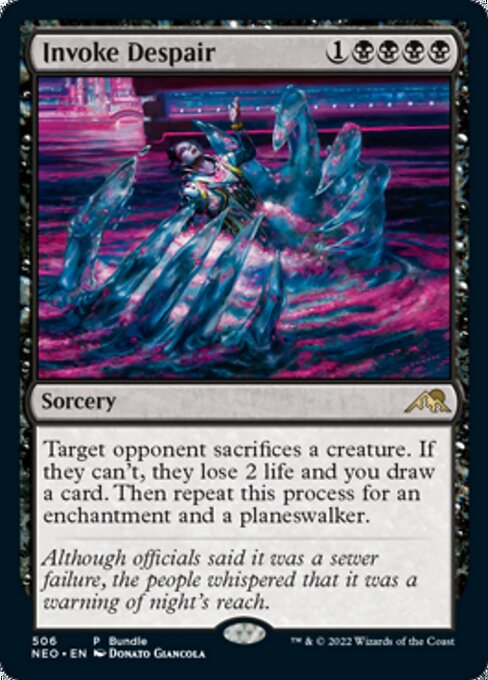 Invoke Despair 1
Sorcery
Target opponent sacrifices a creature. If
they can't, they lose 2 life and you draw
a card. Then repeat this process for an
enchantment and a planeswalker.
Although officials said it was a sewer
failure, the people whispered that it was a
warning of night's reach.
506 P Bundle
NEO • EN DONATO GIANCOLA ™ & © 2022 Wizards of the Coast